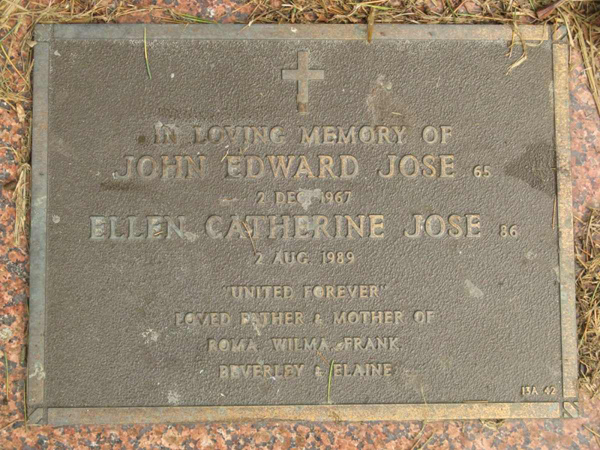 IN LOVING MEMORY OF
JOHN EDWARD JOSE 65
2 DEC. 1967
ELLEN CATHERINE JOSE 86
2 AUG. 1989
"UNITED FOREVER"
LOVED FATHER & MOTHER OF
ROMA, WILMA, FRANK,
BEVERLEY & ELAINE
13A 42